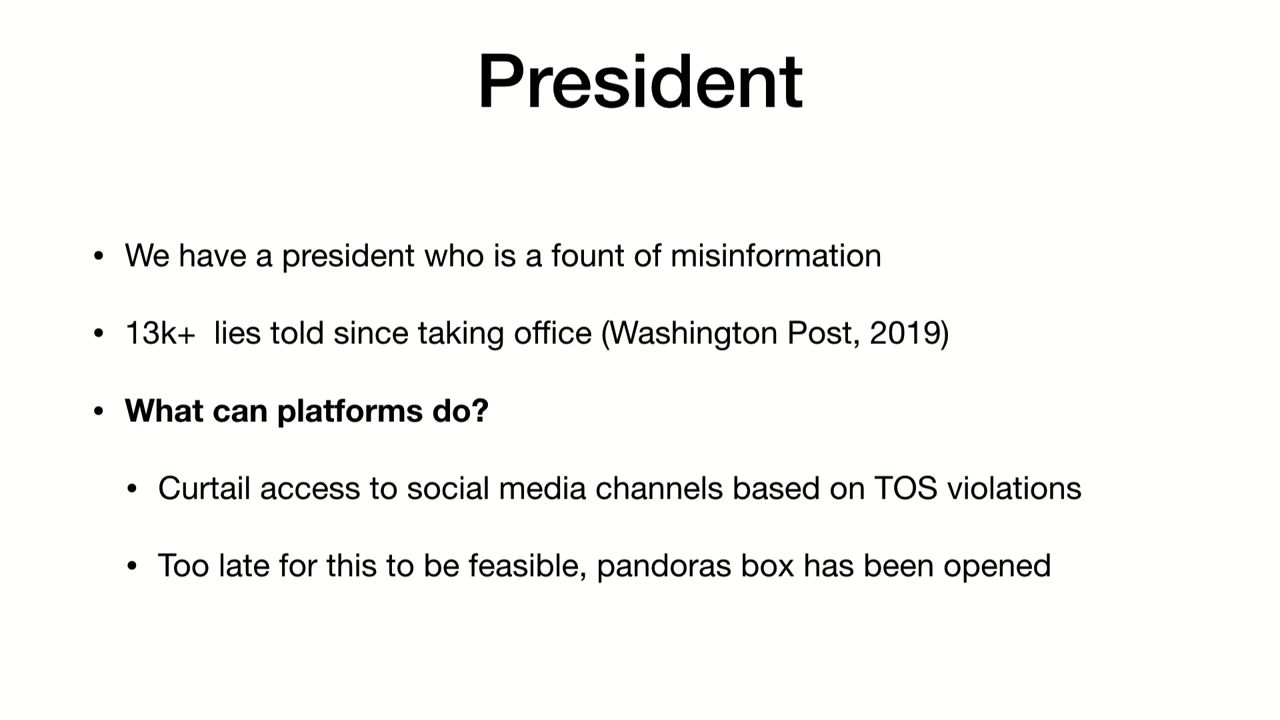 President
• We have a president who is a fount of misinformation
• 13k+  lies told since taking office (Washington Post, 2019)
• What can platforms do?
• Curtail access to social media channels based on TOS violations
• Too late for this to be feasible, pandoras box has been opened